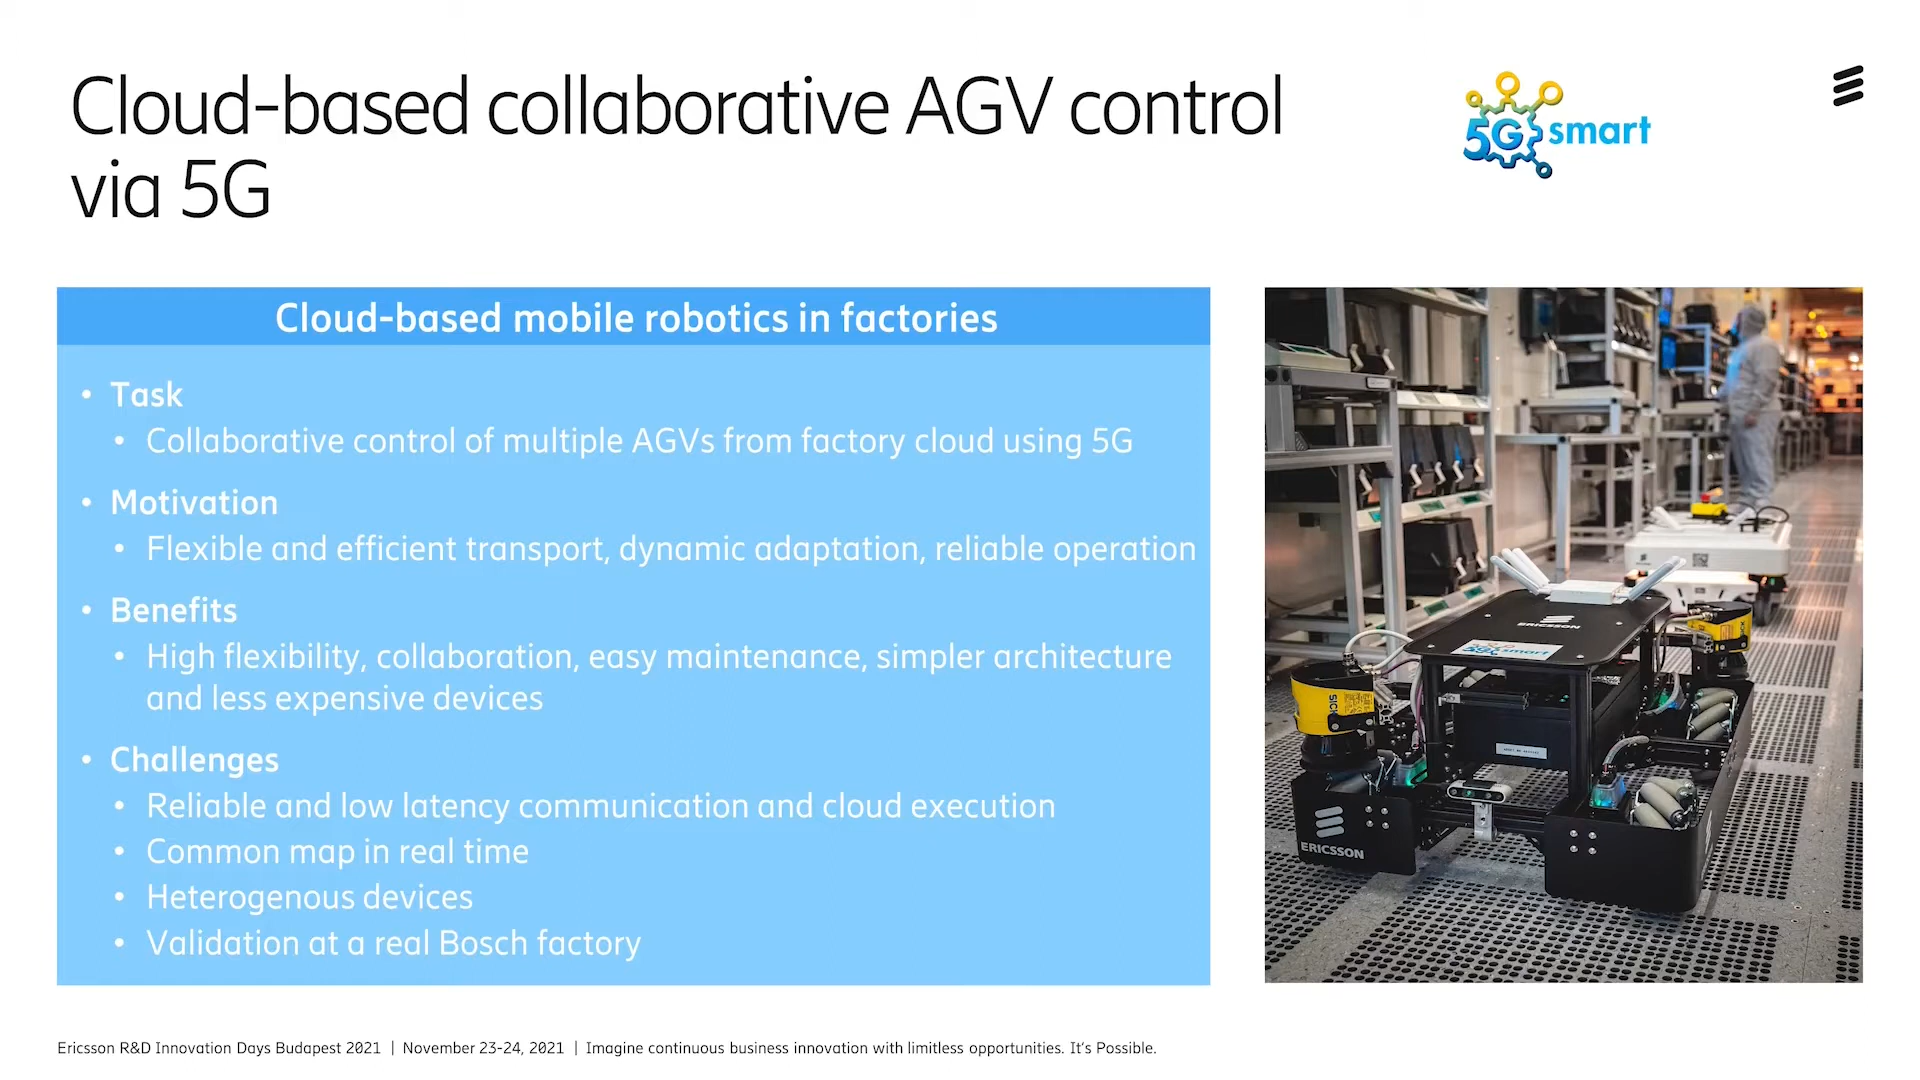 Cloud-based collaborative AGV control
via 5G
5G smart
Cloud-based mobile robotics in factories
• Task
• Collaborative control of multiple AGVs from factory cloud using 5G
• Motivation
• Flexible and efficient transport, dynamic adaptation, reliable operation
• Benefits
• High flexibility, collaboration, easy maintenance, simpler architecture
and less expensive devices
• Challenges
• Reliable and low latency communication and cloud execution
• Common map in real time
• Heterogenous devices
• Validation at a real Bosch factory
ERICSSON
5G smart
SICK
SICK
ERICSSON
Ericsson R&D Innovation Days Budapest 2021 | November 23-24, 2021 | Imagine continuous business innovation with limitless opportunities. It's Possible.